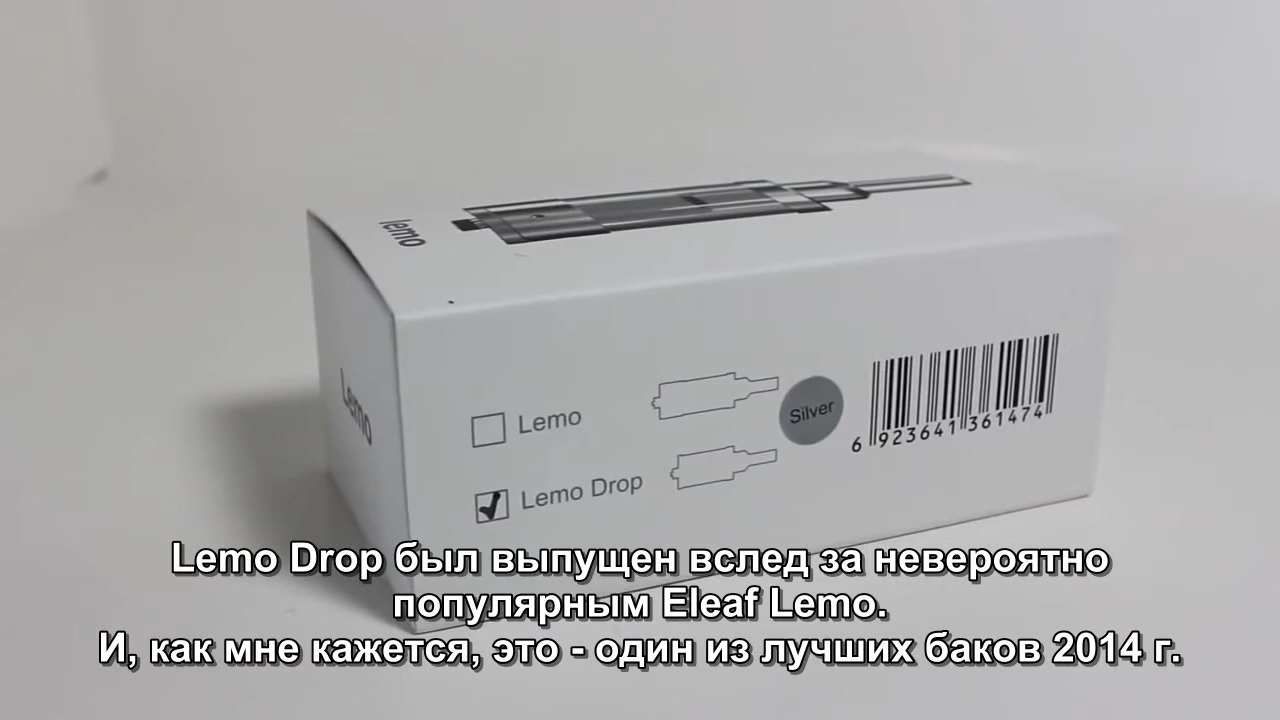 lemo
Lemo
Lemo
Silver
Lemo Drop
6 923641 361474
Lemo Drop был выпущен вслед за невероятно
популярным Eleaf Lemo.
И, как мне кажется, это - один из лучших баков 2014 г.